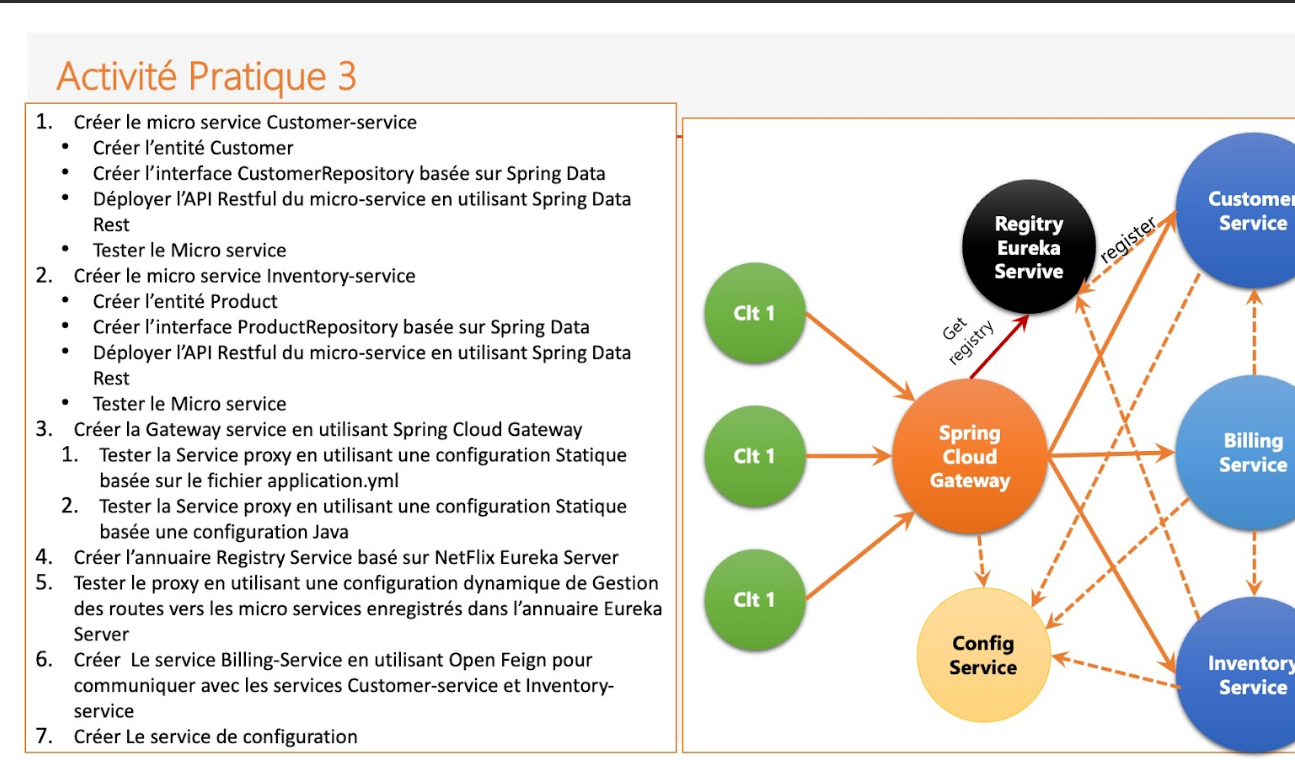 Activité Pratique 3
1. Créer le micro service Customer-service
• Créer l'entité Customer
• Créer l'interface CustomerRepository basée sur Spring Data
• Déployer l'API Restful du micro-service en utilisant Spring Data
Rest
• Tester le Micro service
2. Créer le micro service Inventory-service
• Créer l'entité Product
• Créer l'interface ProductRepository basée sur Spring Data
• Déployer l'API Restful du micro-service en utilisant Spring Data
Rest
• Tester le Micro service
3. Créer la Gateway service en utilisant Spring Cloud Gateway
1. Tester la Service proxy en utilisant une configuration Statique
basée sur le fichier application.yml
2. Tester la Service proxy en utilisant une configuration Statique
basée une configuration Java
4. Créer l'annuaire Registry Service basé sur NetFlix Eureka Server
5. Tester le proxy en utilisant une configuration dynamique de Gestion
des routes vers les micro services enregistrés dans l'annuaire Eureka
Server
6. Créer Le service Billing-Service en utilisant Open Feign pour
communiquer avec les services Customer-service et Inventory-
service
7. Créer Le service de configuration
Clt 1
Clt 1
Clt 1
Regitry
Eureka
Servive
register
Get
registry
Spring
Cloud
Gateway
Config
Service
Customer
Service
Billing
Service
Inventory
Service